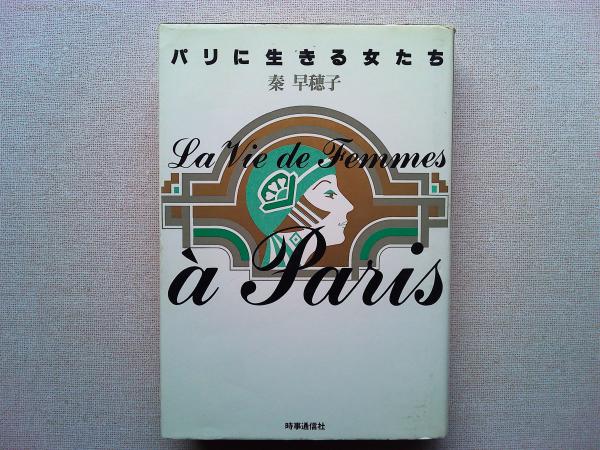 パリに生きる女たち
秦 早穂子
La Vie de Femmes
à Paris
時事通信社